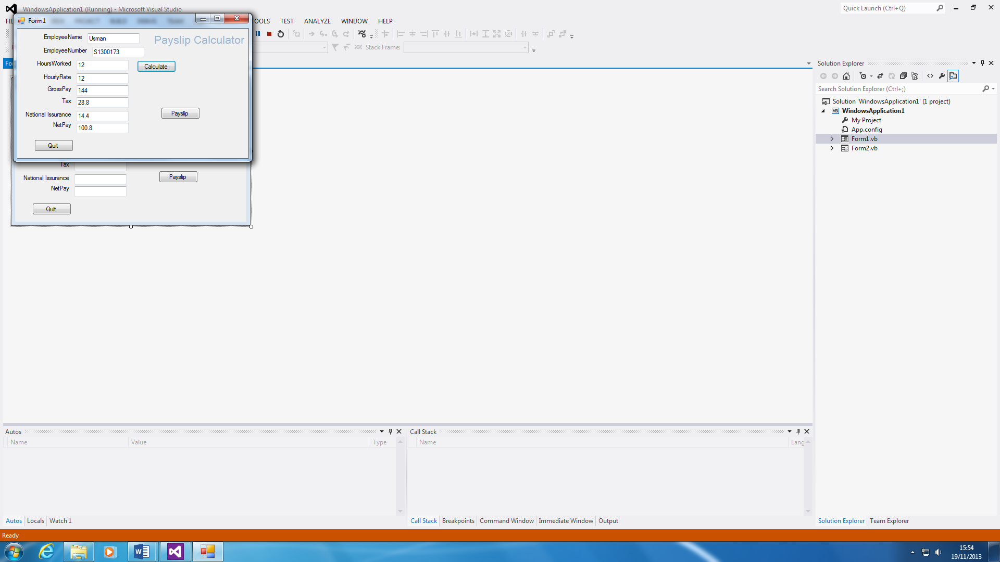 WindowsApplication1 (Running) - Microsoft Visual Studio
Quick Launch (Ctrl+Q)
TEST ANALYZE WINDOW HELP
Form1
Payslip Calculator
EmployeeName Usman
EmployeeNumber S1300173
HoursWorked 12
Calculate
HourlyRate 12
GrossPay 144
Tax 28.8
National Issurance 14.4
Payslip
NetPay 100.8
Quit
Tax
National Issurance
Payslip
NetPay
Quit
Stack Frame:
Solution Explorer
Search Solution Explorer (Ctrl+;)
Solution 'WindowsApplication1' (1 project)
VB WindowsApplication1
My Project
App.config
Form1.vb
Form2.vb
Autos
Name Value Type
Autos Locals Watch 1
Call Stack
Name Lang
Call Stack Breakpoints Command Window Immediate Window Output
Solution Explorer Team Explorer
Ready
15:54
19/11/2013